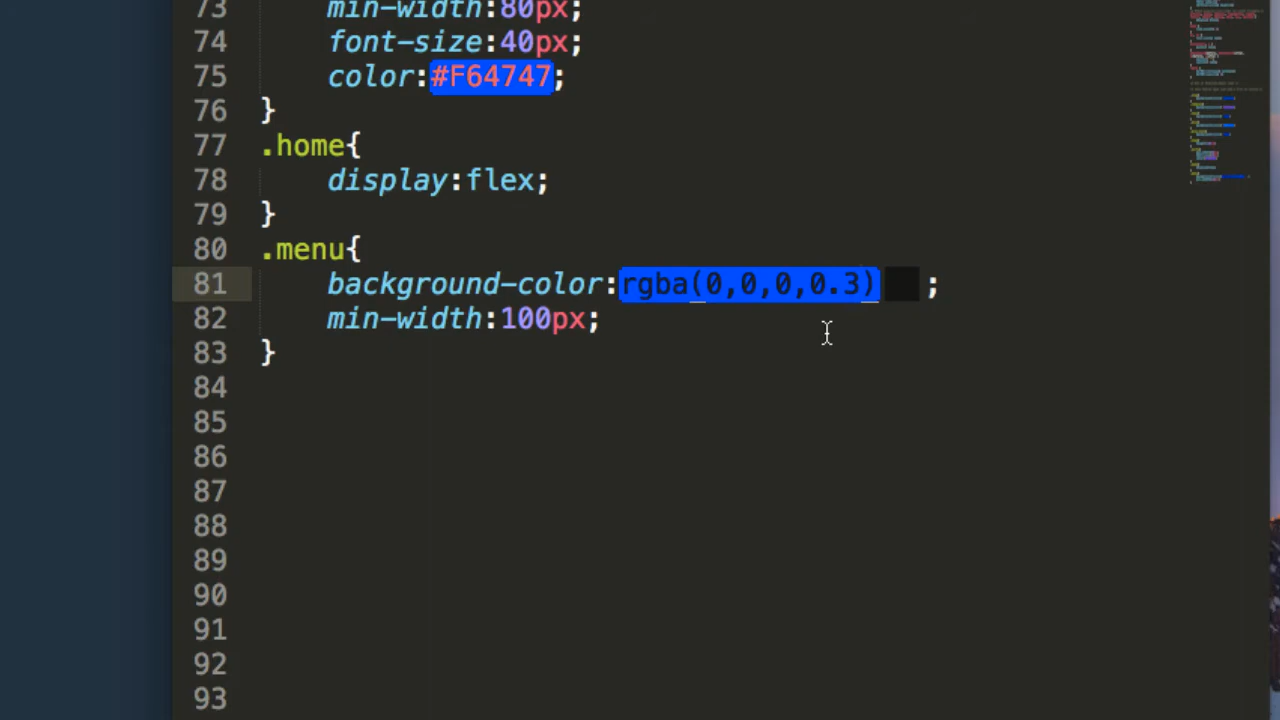 73 min-width:80px;
74 font-size:40px;
75 color:#F64747;
76 }
77 .home{
78 display:flex;
79 }
80 .menu{
81 background-color:rgba(0,0,0,0.3) ;
82 min-width:100px;
83 }
84
85
86
87
88
89
90
91
92
93